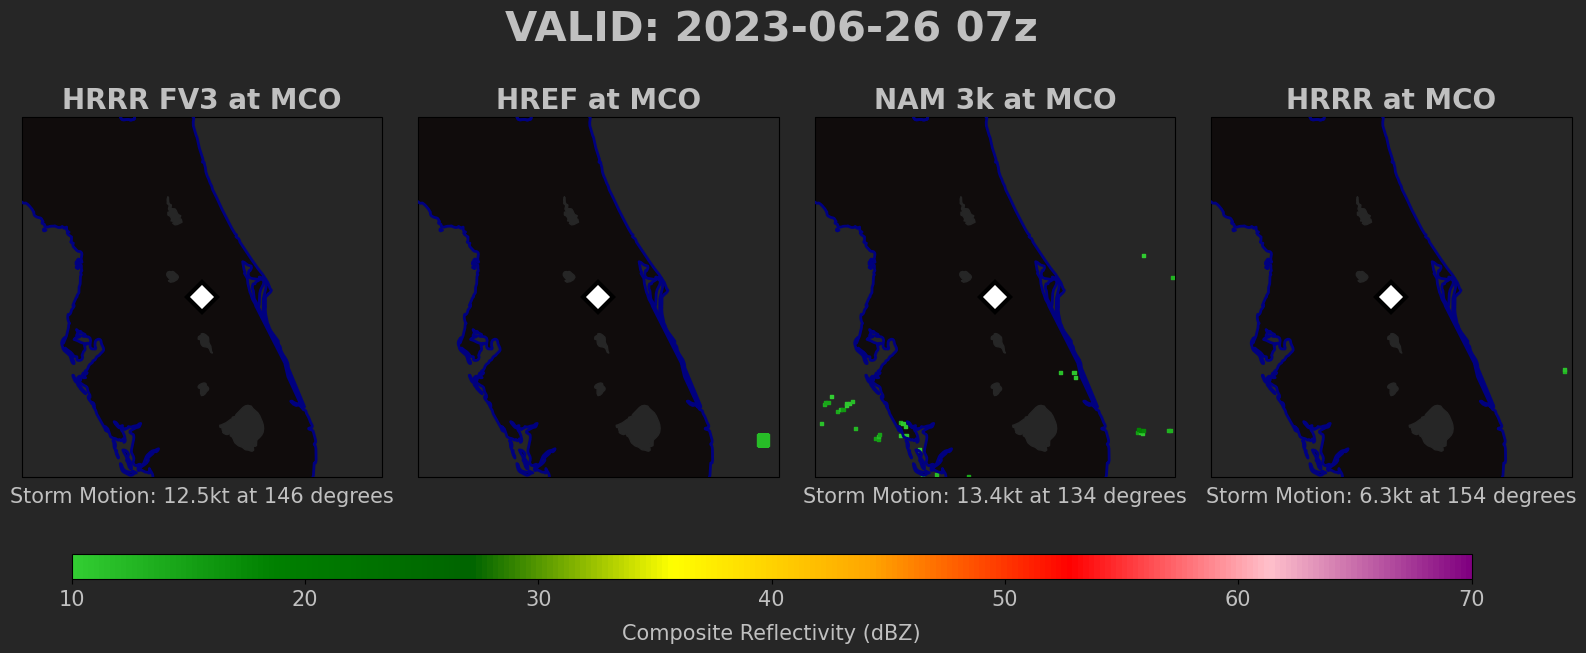 VALID: 2023-06-26 07z
HRRR FV3 at MCO
HREF at MCO
NAM 3k at MCO
HRRR at MCO
Storm Motion: 12.5kt at 146 degrees
Storm Motion: 13.4kt at 134 degrees
Storm Motion: 6.3kt at 154 degrees
10 20 30 40 50 60 70
Composite Reflectivity (dBZ)